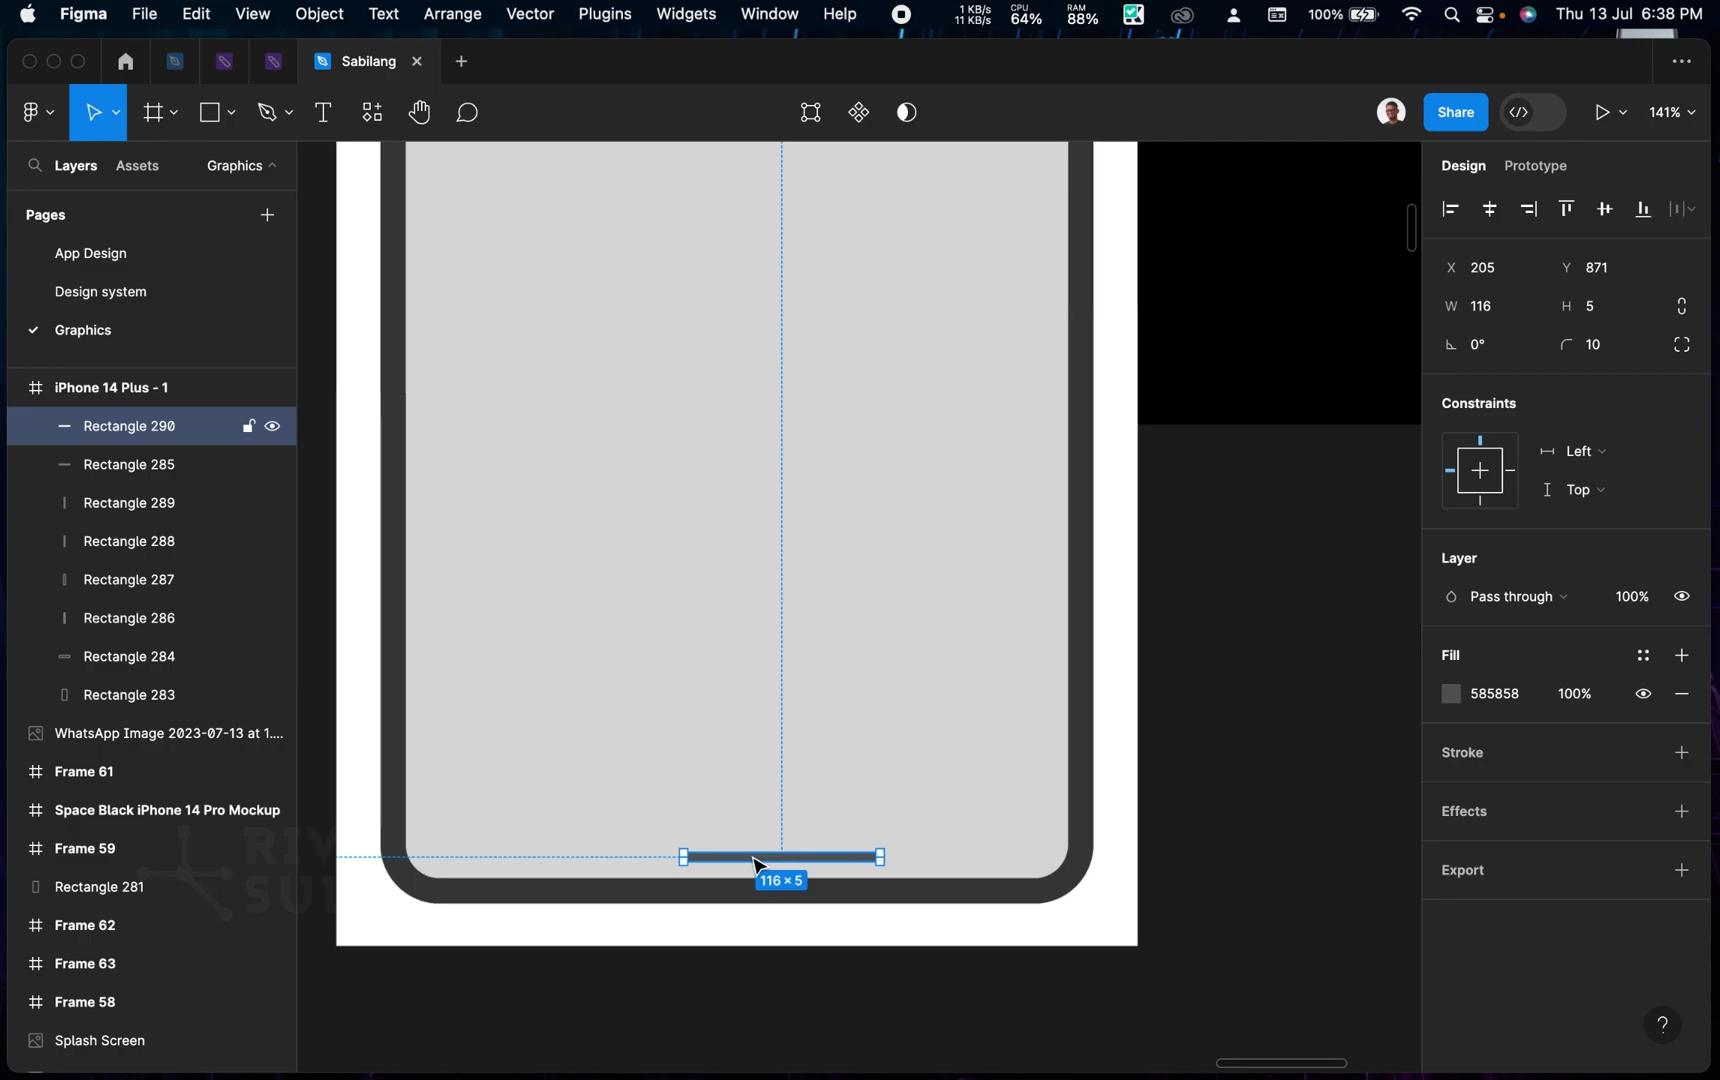 Figma File Edit View Object Text Arrange Vector Plugins Widgets Window Help
1 KB/s
11 KB/s
CPU
64%
RAM
88%
100%
Thu 13 Jul 6:38 PM
Sabilang
Share
141%
Layers Assets Graphics
Pages
App Design
Design system
Graphics
iPhone 14 Plus - 1
Rectangle 290
Rectangle 285
Rectangle 289
Rectangle 288
Rectangle 287
Rectangle 286
Rectangle 284
Rectangle 283
WhatsApp Image 2023-07-13 at 1....
Frame 61
Space Black iPhone 14 Pro Mockup
Frame 59
Rectangle 281
Frame 62
Frame 63
Frame 58
Splash Screen
116 × 5
Design Prototype
X 205 Y 871
W 116 H 5
0° 10
Constraints
Left
Top
Layer
Pass through 100%
Fill
585858 100%
Stroke
Effects
Export
?